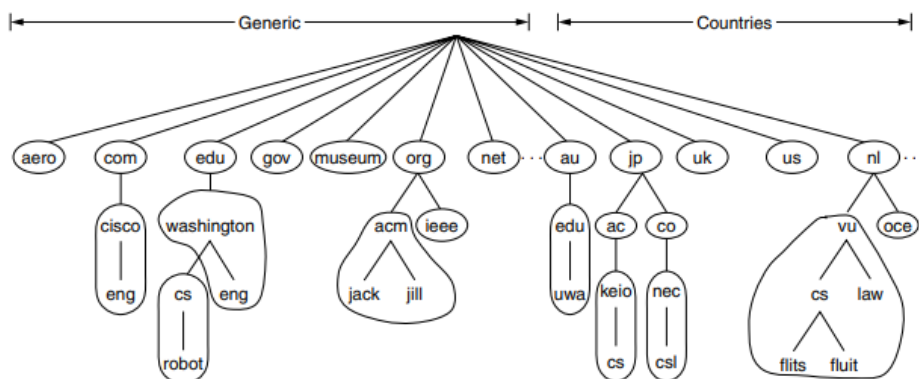 Generic Countries
aero com edu gov museum org net ... au jp uk us nl ...
cisco washington acm ieee edu ac co vu oce
eng cs eng jack jill uwa keio nec cs law
robot cs csl flits fluit